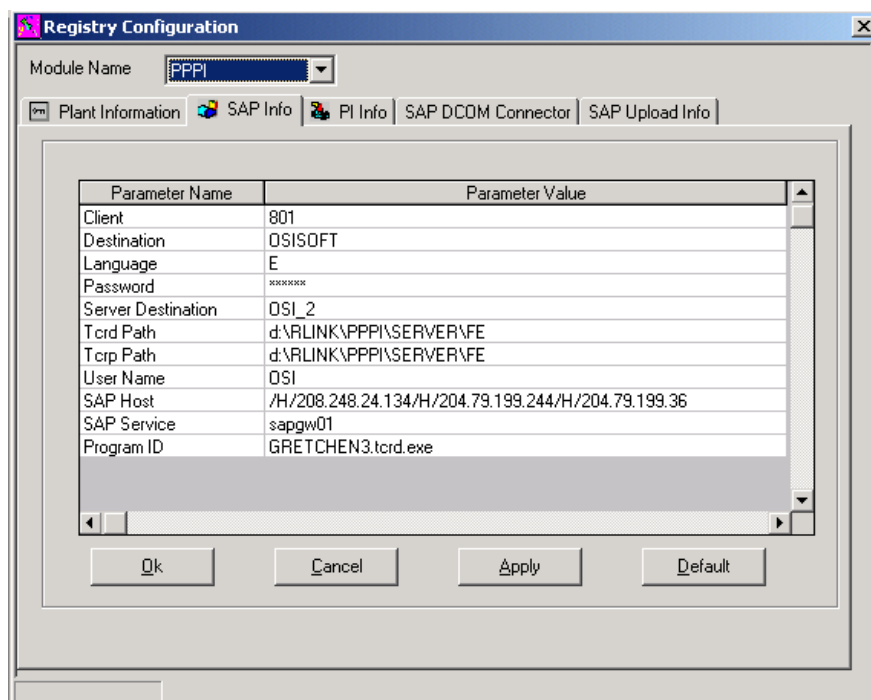 Registry Configuration
Module Name PPPI
Plant Information SAP Info PI Info SAP DCOM Connector SAP Upload Info
Parameter Name Parameter Value
Client 801
Destination OSISOFT
Language E
Password ******
Server Destination OSI_2
Tcrd Path d:\RLINK\PPPI\SERVER\FE
Tcrp Path d:\RLINK\PPPI\SERVER\FE
User Name OSI
SAP Host /H/208.248.24.134/H/204.79.199.244/H/204.79.199.36
SAP Service sapgw01
Program ID GRETCHEN3.tcrd.exe
Ok Cancel Apply Default